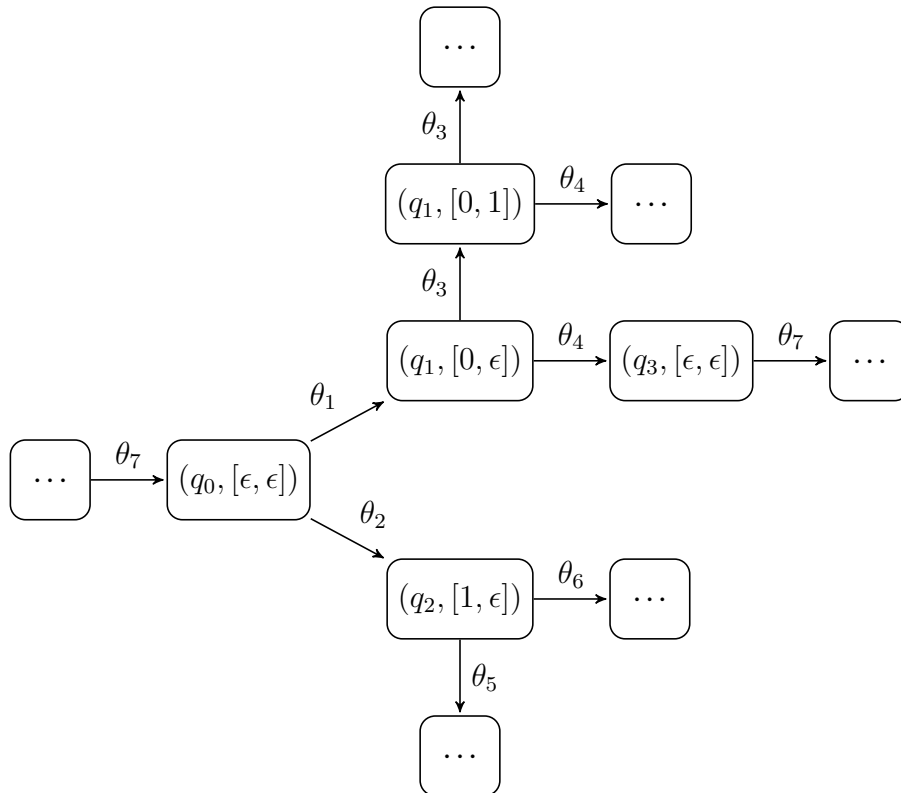 ⋯
θ₃
(q₁, [0, 1])
θ₄
⋯
θ₃
(q₁, [0, ϵ])
θ₄
(q₃, [ϵ, ϵ])
θ₇
⋯
θ₁
⋯
θ₇
(q₀, [ϵ, ϵ])
θ₂
(q₂, [1, ϵ])
θ₆
⋯
θ₅
⋯